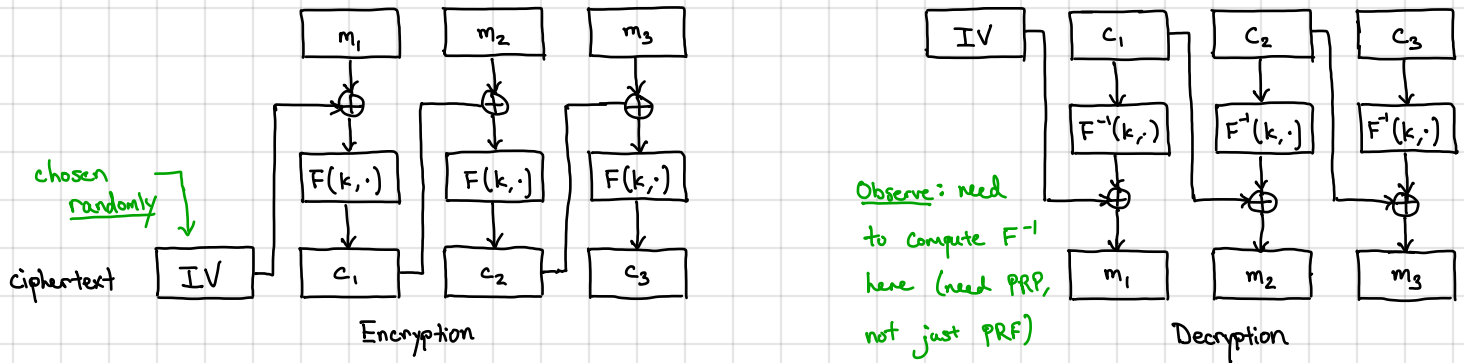 m₁ m₂ m₃
F(k,·) F(k,·) F(k,·)
chosen
randomly
ciphertext IV c₁ c₂ c₃
Encryption
IV c₁ c₂ c₃
F⁻¹(k,·) F⁻¹(k,·) F⁻¹(k,·)
Observe: need
to compute F⁻¹
here (need PRP,
not just PRF)
m₁ m₂ m₃
Decryption